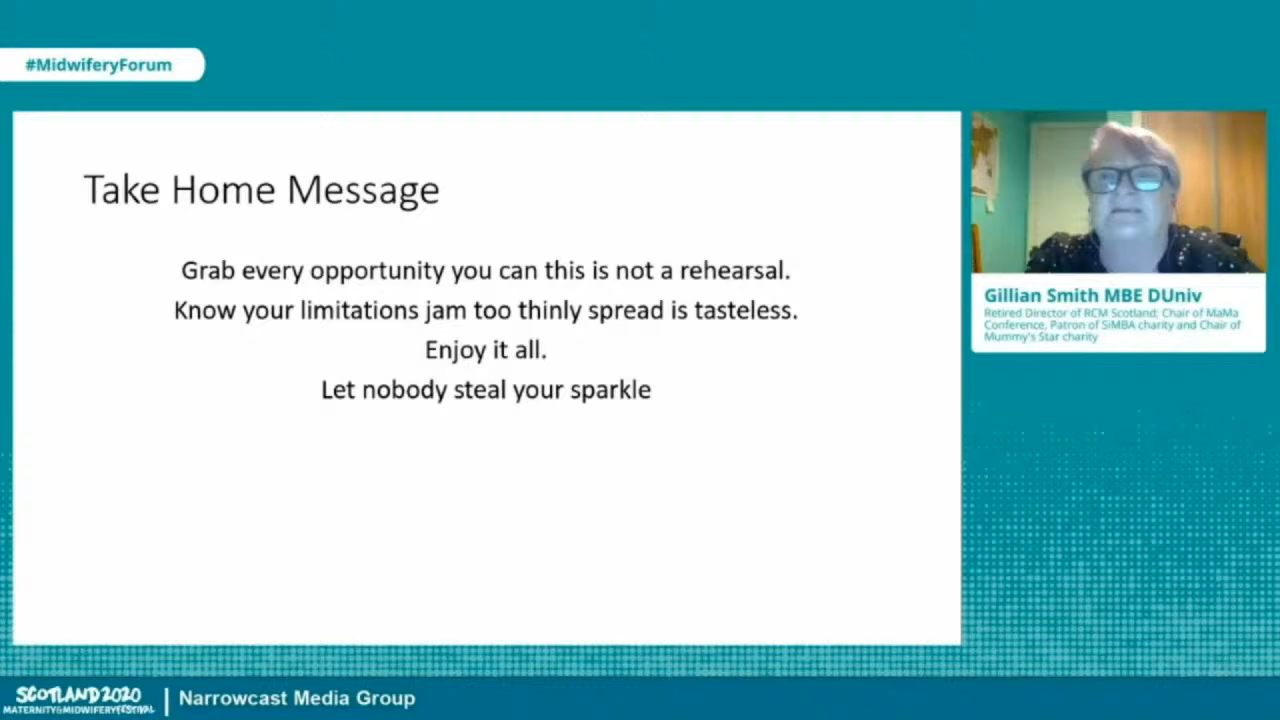 #MidwiferyForum
Take Home Message
Grab every opportunity you can this is not a rehearsal.
Know your limitations jam too thinly spread is tasteless.
Enjoy it all.
Let nobody steal your sparkle
Gillian Smith MBE DUniv
Retired Director of RCM Scotland; Chair of MaMa
Conference, Patron of SiMBA charity and Chair of
Mummy's Star charity
SCOTLAND 2020
MATERNITY&MIDWIFERYFESTIVAL
Narrowcast Media Group